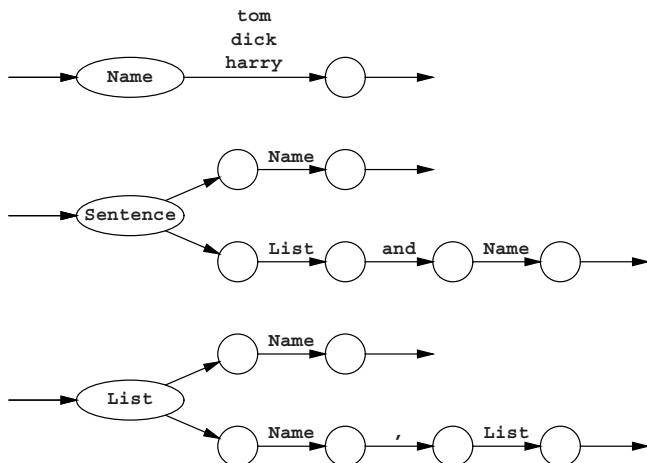 tom
dick
harry
Name
Name
Sentence
List and Name
Name
List
Name , List